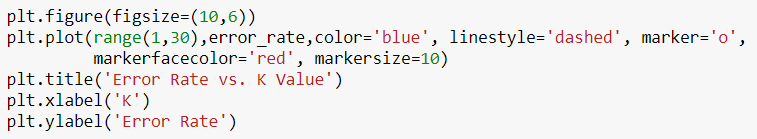 plt.figure(figsize=(10,6))
plt.plot(range(1,30),error_rate,color='blue', linestyle='dashed', marker='o',
         markerfacecolor='red', markersize=10)
plt.title('Error Rate vs. K Value')
plt.xlabel('K')
plt.ylabel('Error Rate')